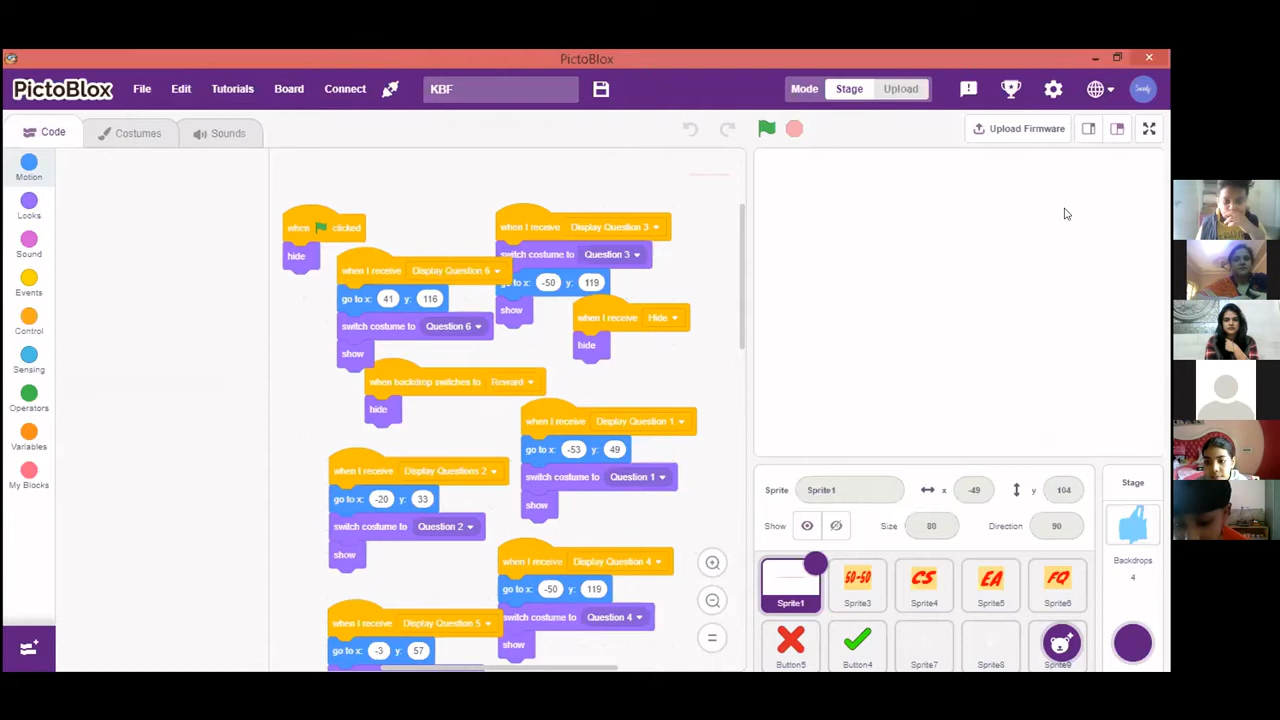 PictoBlox
PictoBlox File Edit Tutorials Board Connect KBF Mode Stage Upload
Code Costumes Sounds Upload Firmware
Motion
Looks
Sound
Events
Control
Sensing
Operators
Variables
My Blocks
when clicked
hide
when I receive Display Question 3
switch costume to Question 3
go to x: -50 y: 119
show
when I receive Display Question 6
go to x: 41 y: 116
switch costume to Question 6
show
when I receive Hide
hide
when backdrop switches to Reward
hide
when I receive Display Question 1
go to x: -53 y: 49
switch costume to Question 1
show
when I receive Display Questions 2
go to x: -20 y: 33
switch costume to Question 2
show
when I receive Display Question 4
go to x: -50 y: 119
switch costume to Question 4
show
when I receive Display Question 5
go to x: -3 y: 57
Sprite Sprite1 x -49 y 104
Show Size 80 Direction 90
Stage
Backdrops
4
50-50 CS EA FQ
Sprite1 Sprite3 Sprite4 Sprite5 Sprite6
Button5 Button4 Sprite7 Sprite8 Sprite9